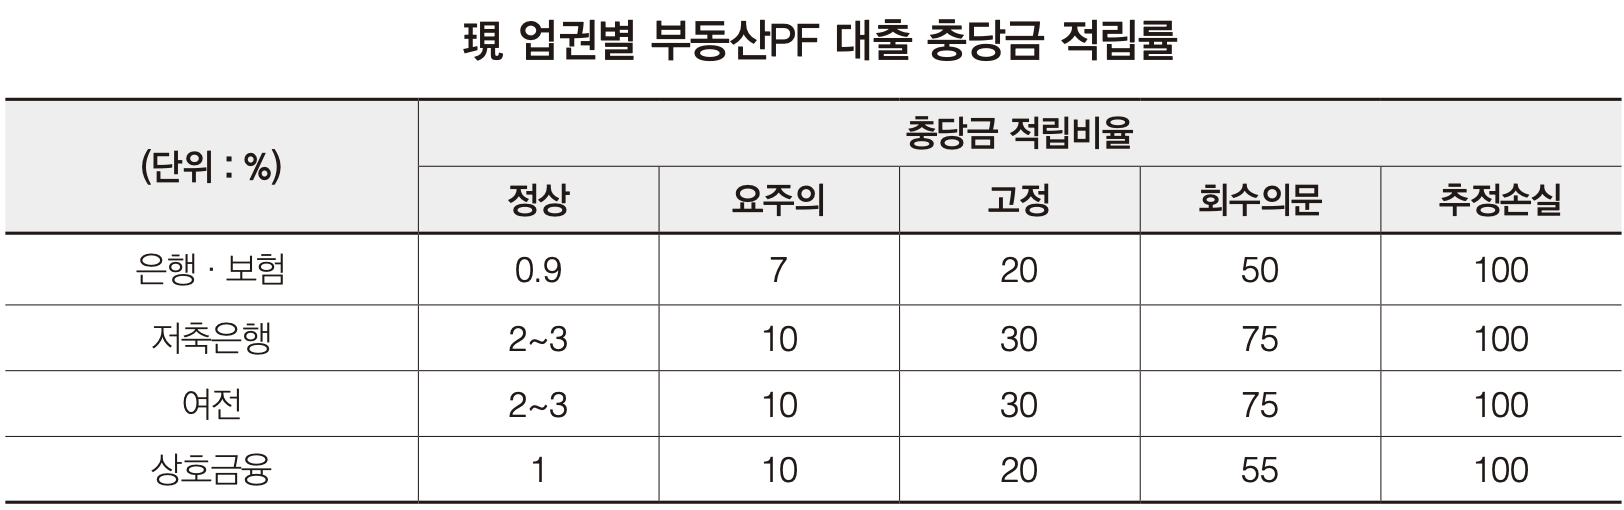 現 업권별 부동산PF 대출 충당금 적립률
(단위 : %) 충당금 적립비율
정상 요주의 고정 회수의문 추정손실
은행 · 보험 0.9 7 20 50 100
저축은행 2~3 10 30 75 100
여전 2~3 10 30 75 100
상호금융 1 10 20 55 100